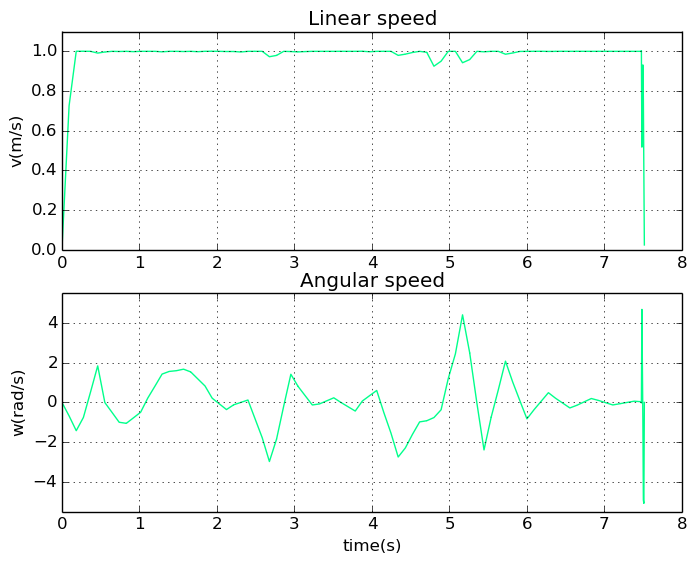 Linear speed
1.0
0.8
0.6
0.4
0.2
0.0
v(m/s)
0 1 2 3 4 5 6 7 8
Angular speed
4
2
0
−2
−4
w(rad/s)
0 1 2 3 4 5 6 7 8
time(s)